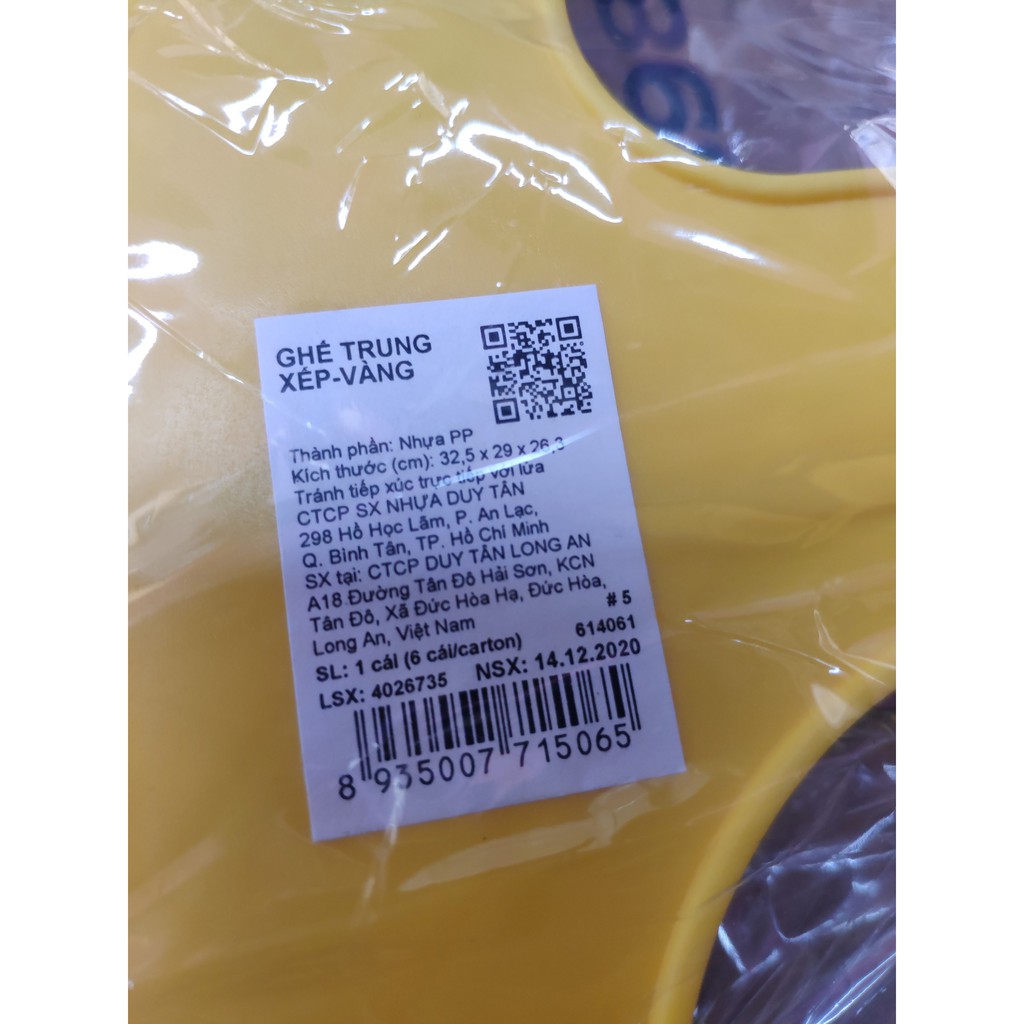 86
GHẾ TRUNG
XẾP-VÀNG
Thành phần: Nhựa PP
Kích thước (cm): 32,5 x 29 x 26,3
Tránh tiếp xúc trực tiếp với lửa
CTCP SX NHỰA DUY TÂN
298 Hồ Học Lãm, P. An Lạc,
Q. Bình Tân, TP. Hồ Chí Minh
SX tại: CTCP DUY TÂN LONG AN
A18 Đường Tân Đô Hải Sơn, KCN
Tân Đô, Xã Đức Hòa Hạ, Đức Hòa,
Long An, Việt Nam # 5
SL: 1 cái (6 cái/carton) 614061
LSX: 4026735 NSX: 14.12.2020
8 935007 715065